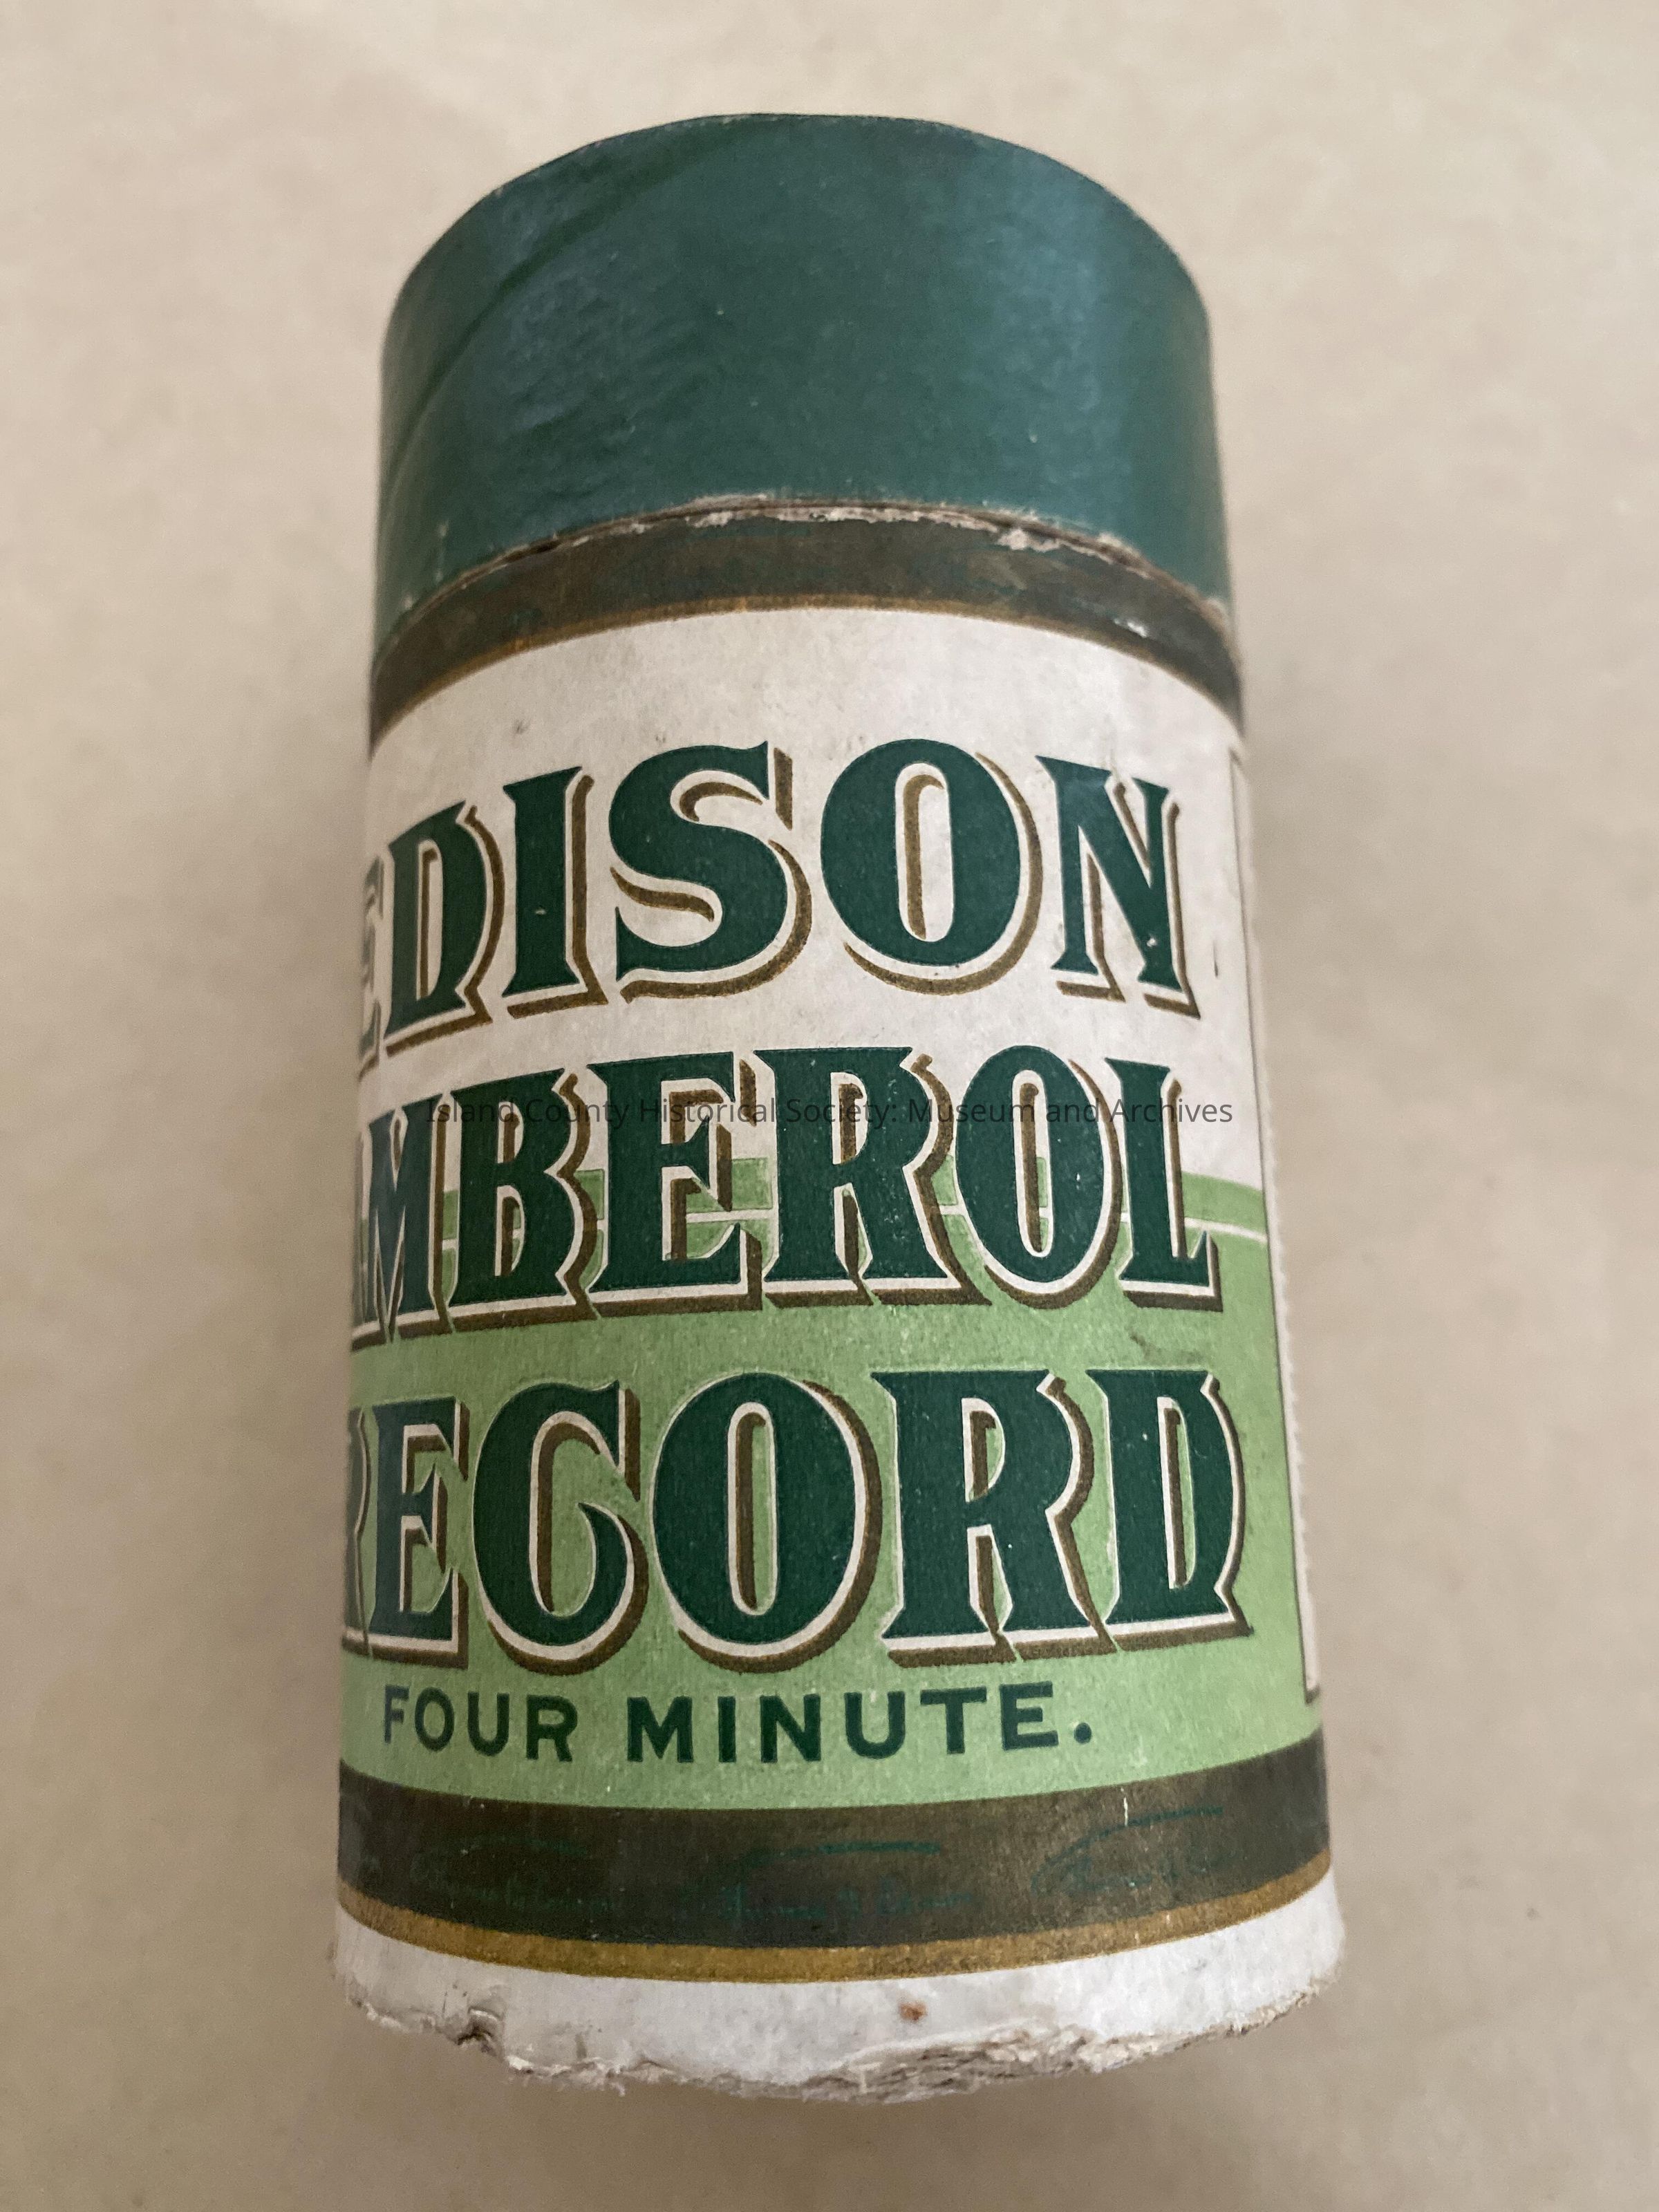 EDISON
AMBEROL
Island County Historical Society: Museum and Archives
RECORD
FOUR MINUTE.